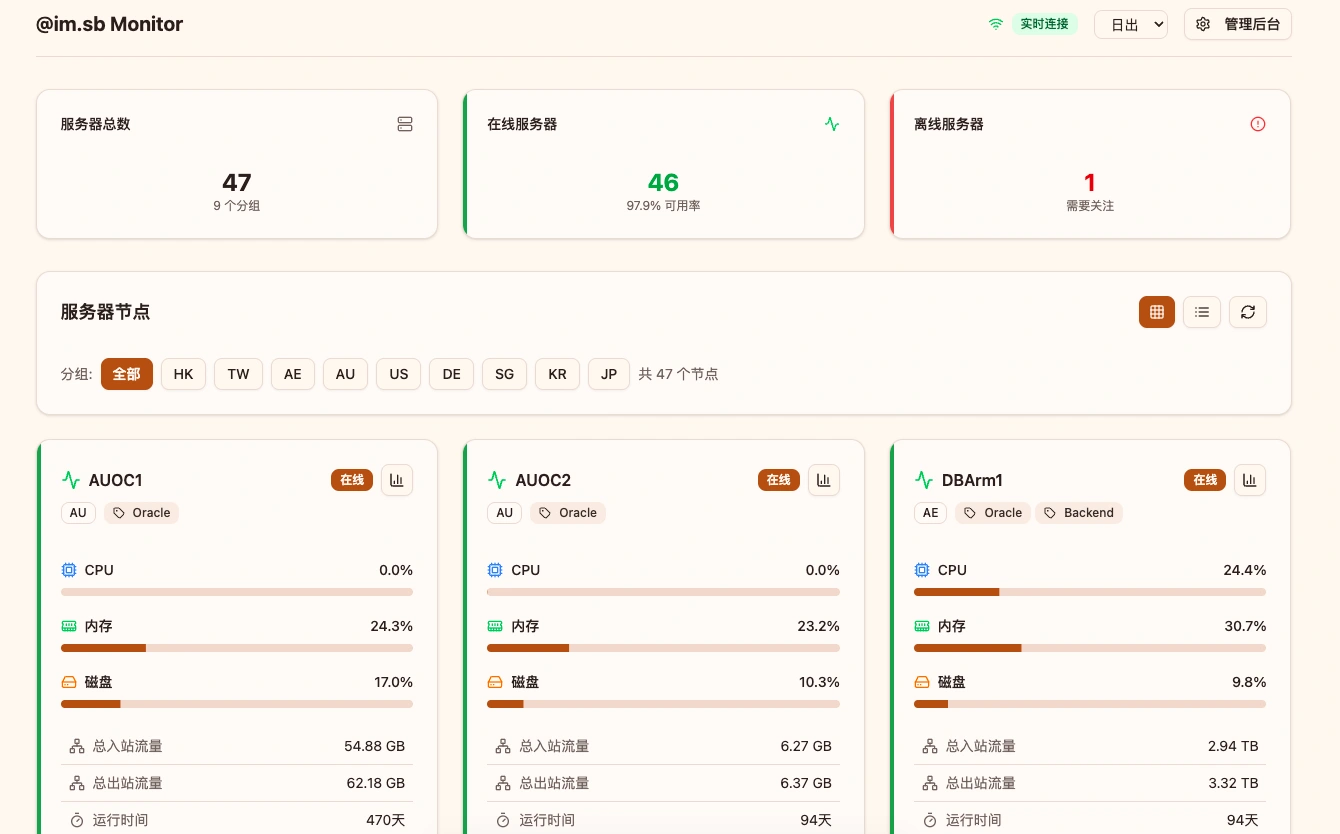 @im.sb Monitor 实时连接 日出 管理后台
服务器总数 在线服务器 离线服务器
47 46 1
9 个分组 97.9% 可用率 需要关注
服务器节点
分组: 全部 HK TW AE AU US DE SG KR JP 共 47 个节点
AUOC1 在线 AUOC2 在线 DBArm1 在线
AU Oracle AU Oracle AE Oracle Backend
CPU 0.0% CPU 0.0% CPU 24.4%
内存 24.3% 内存 23.2% 内存 30.7%
磁盘 17.0% 磁盘 10.3% 磁盘 9.8%
总入站流量 54.88 GB 总入站流量 6.27 GB 总入站流量 2.94 TB
总出站流量 62.18 GB 总出站流量 6.37 GB 总出站流量 3.32 TB
运行时间 470天 运行时间 94天 运行时间 94天